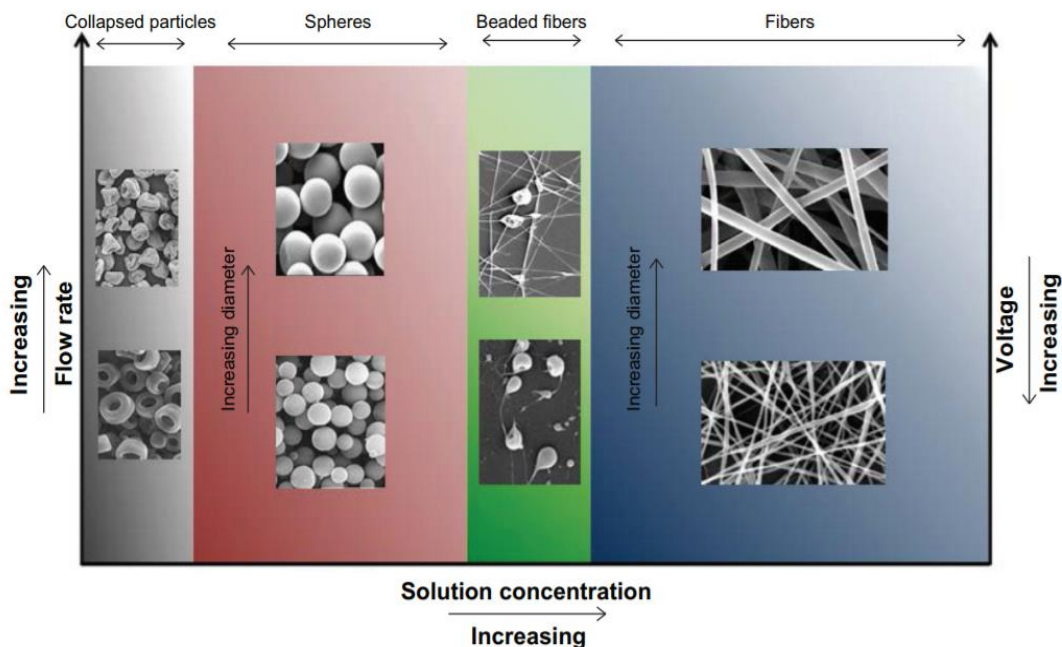 Collapsed particles
Spheres
Beaded fibers
Fibers
Increasing
Flow rate
Increasing diameter
Increasing diameter
Voltage
Increasing
Solution concentration
Increasing